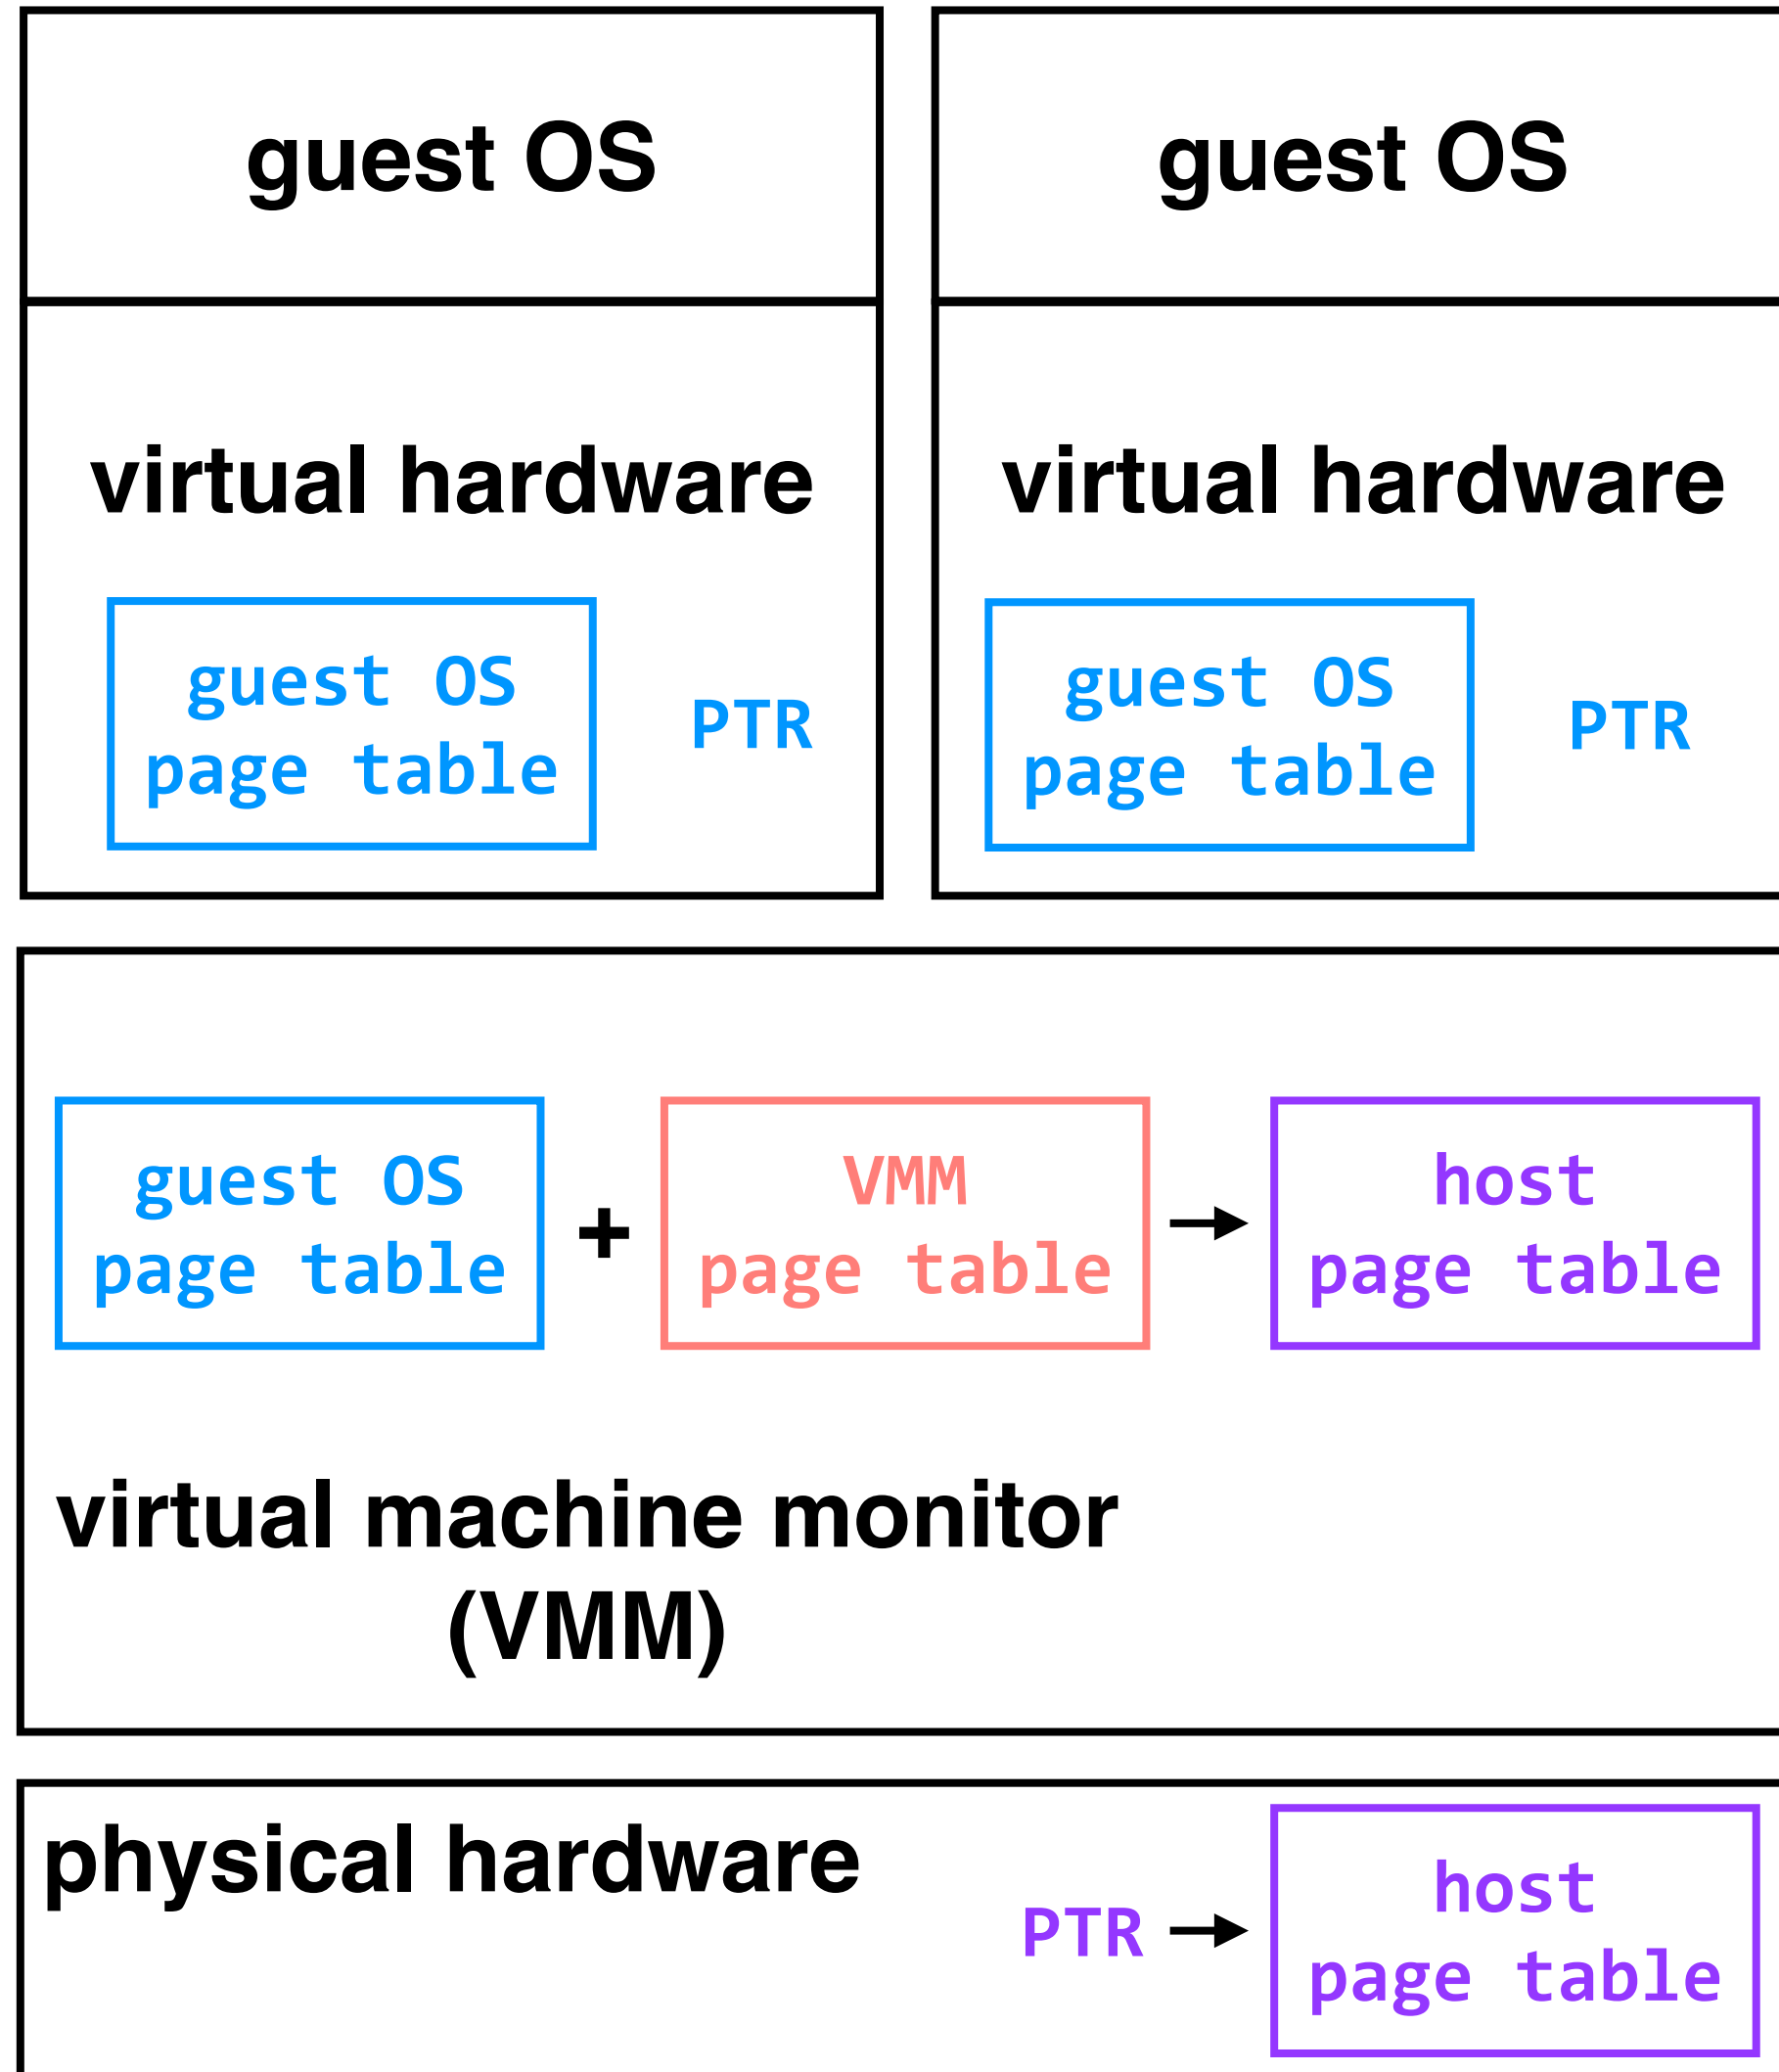 guest OS
guest OS
virtual hardware
virtual hardware
guest OS
page table
PTR
guest OS
page table
PTR
guest OS
page table
+
VMM
page table
host
page table
virtual machine monitor
(VMM)
physical hardware
PTR
host
page table